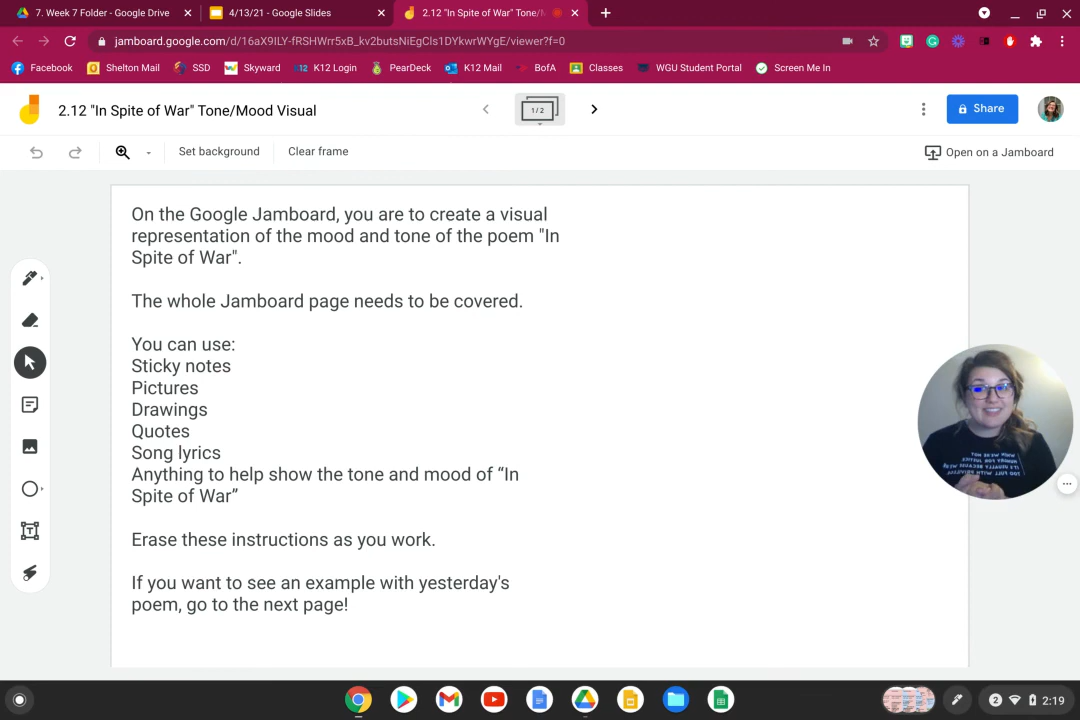 7. Week 7 Folder - Google Drive
4/13/21 - Google Slides
2.12 "In Spite of War" Tone/M
jamboard.google.com/d/16aX9ILY-fRSHWrr5xB_kv2butsNiEgCls1DYkwrWYgE/viewer?f=0
Facebook
Shelton Mail
SSD
Skyward
K12 Login
PearDeck
K12 Mail
BofA
Classes
WGU Student Portal
Screen Me In
2.12 "In Spite of War" Tone/Mood Visual
1/2
Share
Set background
Clear frame
Open on a Jamboard
On the Google Jamboard, you are to create a visual
representation of the mood and tone of the poem "In
Spite of War".
The whole Jamboard page needs to be covered.
You can use:
Sticky notes
Pictures
Drawings
Quotes
Song lyrics
Anything to help show the tone and mood of “In
Spite of War”
Erase these instructions as you work.
If you want to see an example with yesterday's
poem, go to the next page!
2
2:19